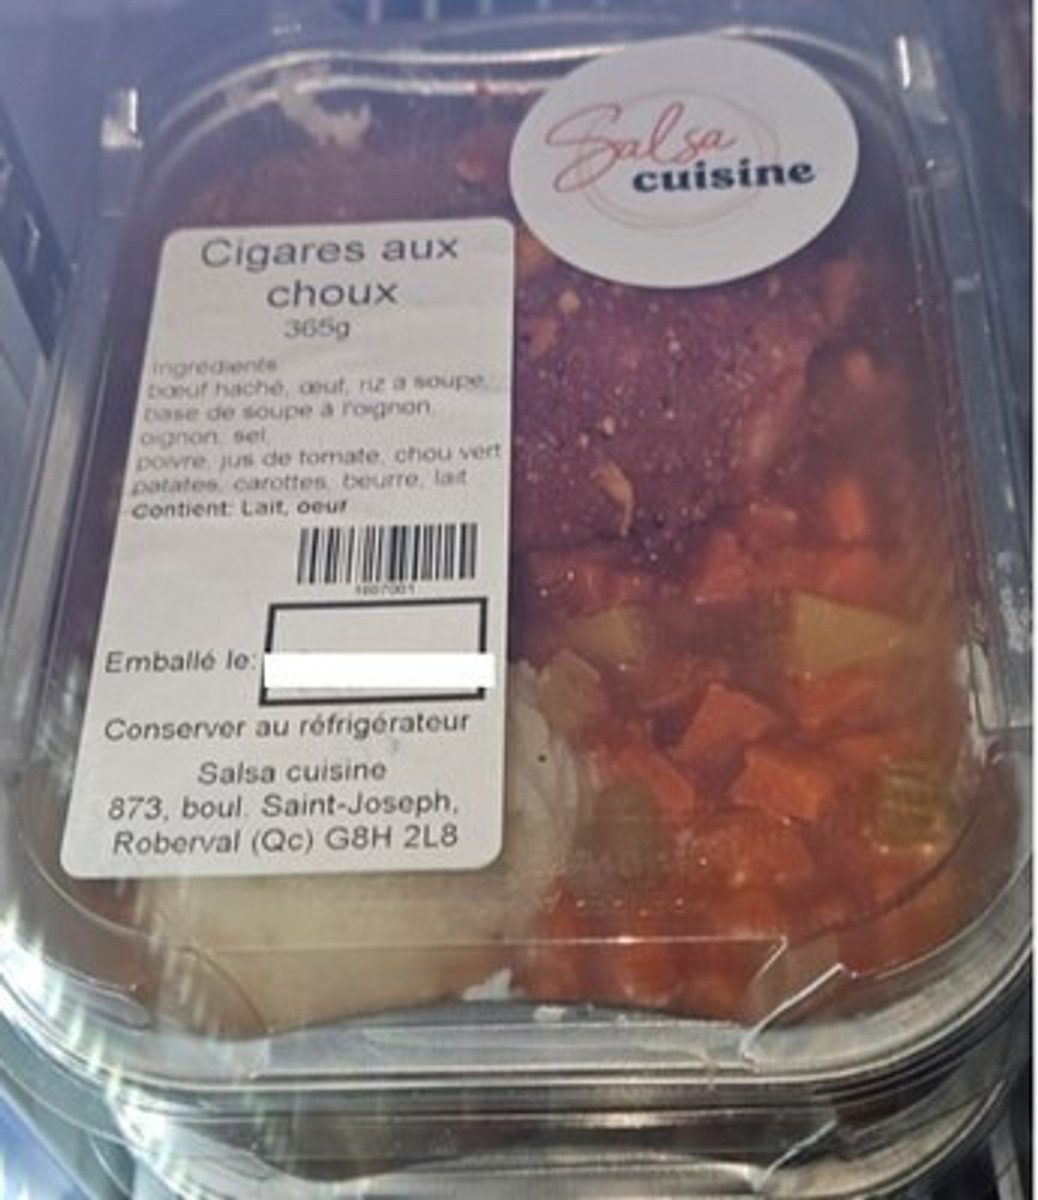 Salsa
cuisine
Cigares aux
choux
365g
Ingrédients
bœuf haché, œuf, riz à soupe,
base de soupe à l'oignon,
oignon, sel,
poivre, jus de tomate, chou vert
patates, carottes, beurre, lait
Contient: Lait, oeuf
1807001
Emballé le:
Conserver au réfrigérateur
Salsa cuisine
873, boul. Saint-Joseph,
Roberval (Qc) G8H 2L8